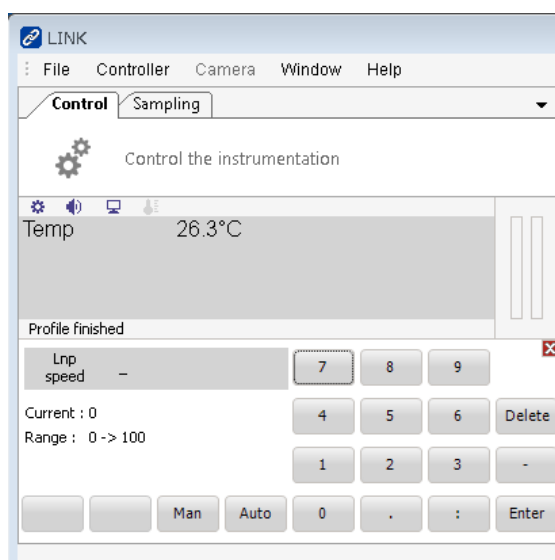 LINK
File Controller Camera Window Help
Control Sampling
Control the instrumentation
Temp 26.3°C
Profile finished
Lnp
speed –
7 8 9
Current : 0
4 5 6 Delete
Range : 0 -> 100
1 2 3 -
Man Auto 0 . : Enter